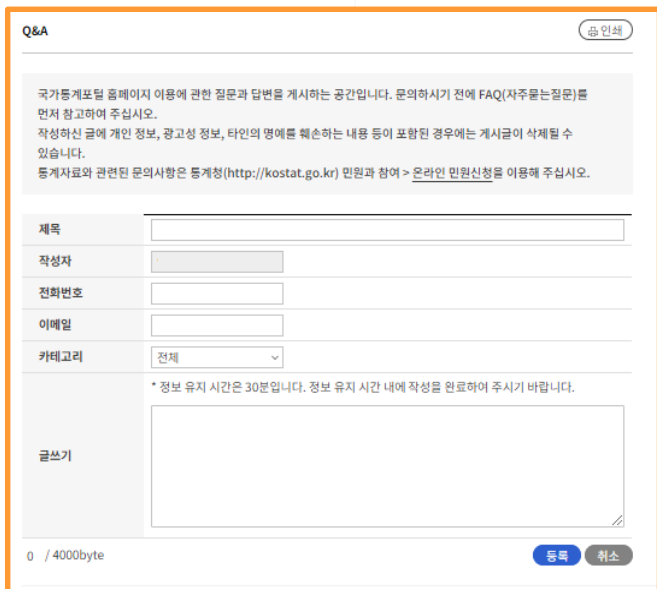 Q&A
인쇄
국가통계포털 홈페이지 이용에 관한 질문과 답변을 게시하는 공간입니다. 문의하시기 전에 FAQ(자주묻는질문)를
먼저 참고하여 주십시오.
작성하신 글에 개인 정보, 광고성 정보, 타인의 명예를 훼손하는 내용 등이 포함된 경우에는 게시글이 삭제될 수
있습니다.
통계자료와 관련된 문의사항은 통계청(http://kostat.go.kr) 민원과 참여 > 온라인 민원신청을 이용해 주십시오.
제목
작성자
전화번호
이메일
카테고리 전체
* 정보 유지 시간은 30분입니다. 정보 유지 시간 내에 작성을 완료하여 주시기 바랍니다.
글쓰기
0 / 4000byte 등록 취소